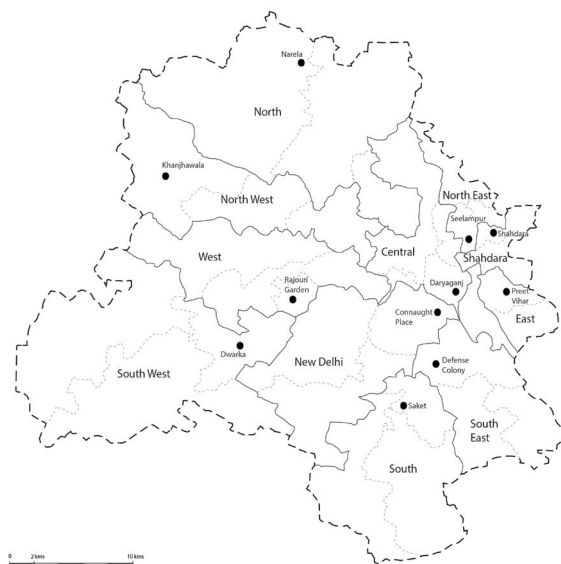 Narela
North
Khanjhawala
North West
North East
Seelampur
Shahdara
Central
Shahdara
West
Rajouri
Garden
Daryaganj
Preet
Vihar
Connaught
Place
East
Dwarka
New Delhi
Defense
Colony
South West
Saket
South
East
South
0
2 kms
10 kms